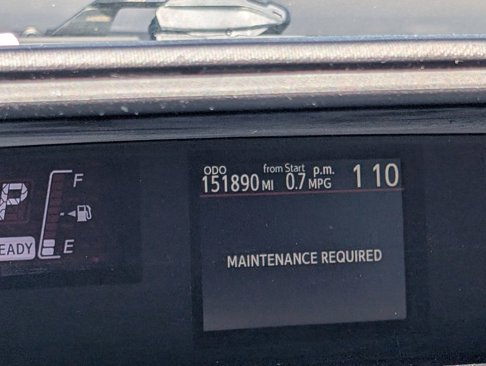 ODO from Start p.m.
151890 MI 0.7 MPG 1 10
P F
READY E
MAINTENANCE REQUIRED